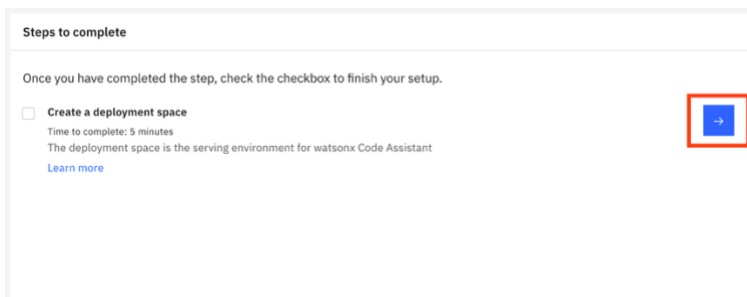 Steps to complete
Once you have completed the step, check the checkbox to finish your setup.
Create a deployment space
Time to complete: 5 minutes
The deployment space is the serving environment for watsonx Code Assistant
Learn more